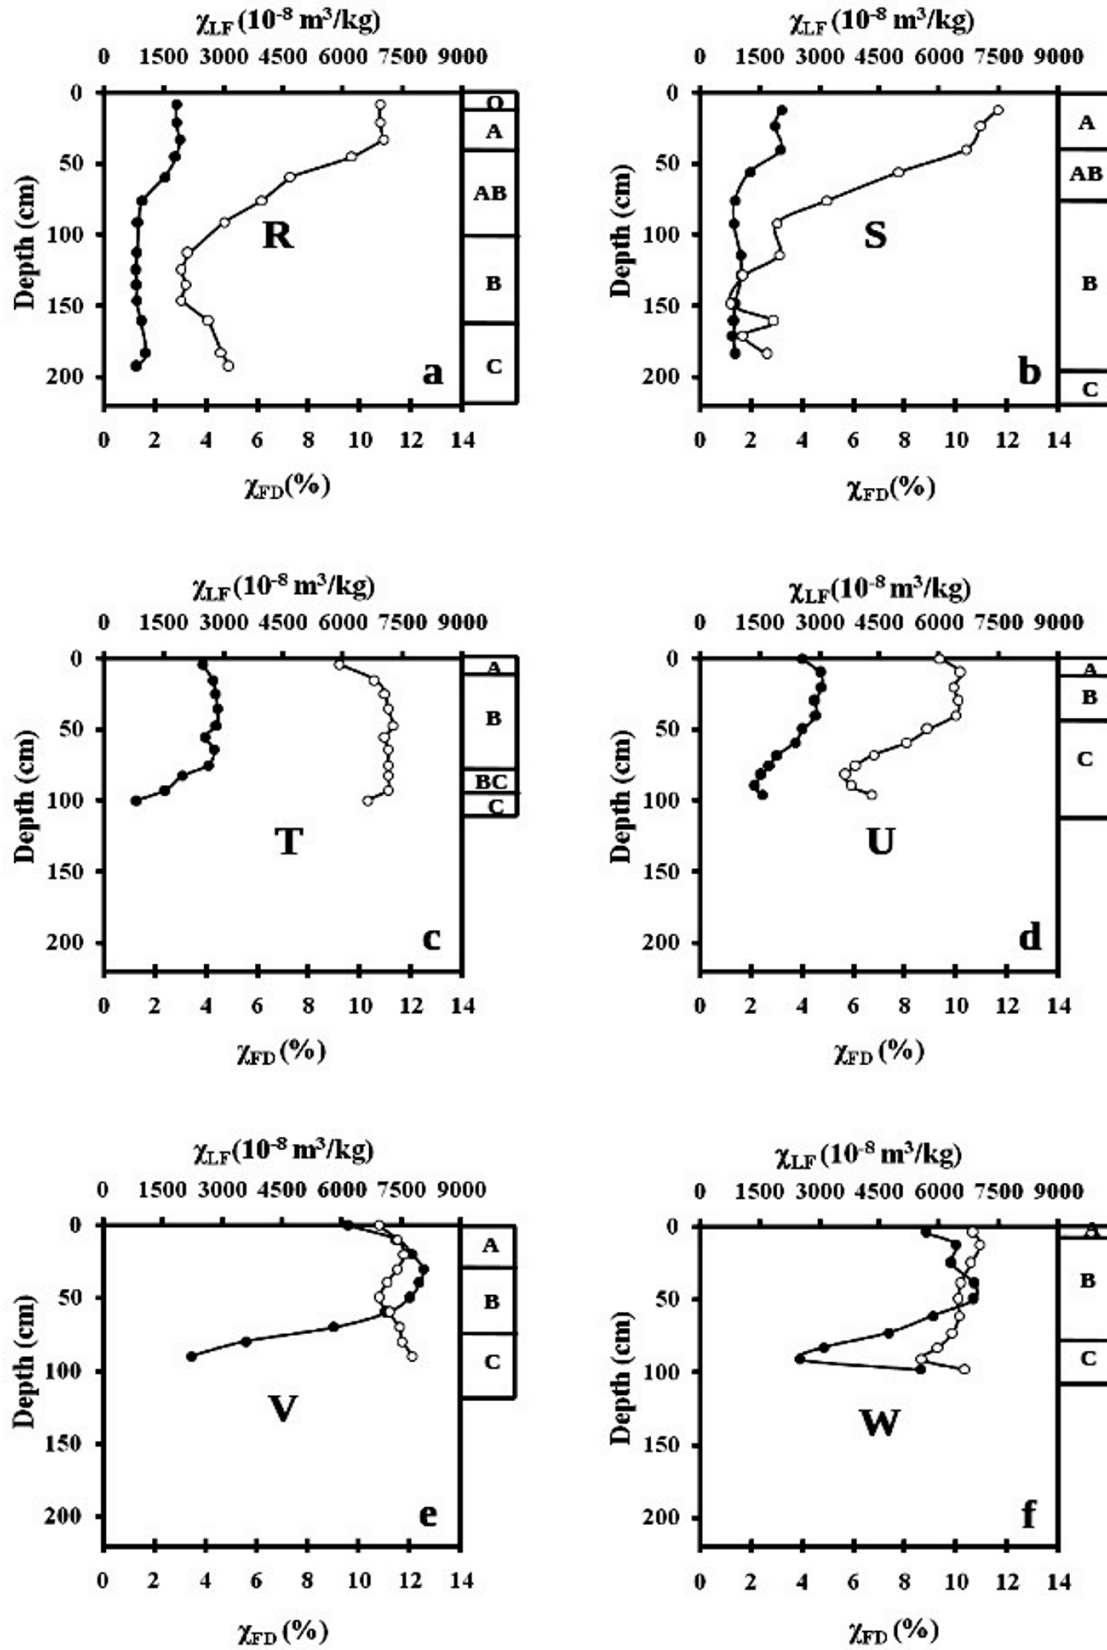 χLF (10-8 m3/kg)
0 1500 3000 4500 6000 7500 9000
0
50
100
150
200
Depth (cm)
O
A
AB
B
C
R
a
0 2 4 6 8 10 12 14
χFD(%)
χLF (10-8 m3/kg)
0 1500 3000 4500 6000 7500 9000
0
50
100
150
200
Depth (cm)
A
AB
B
C
S
b
0 2 4 6 8 10 12 14
χFD(%)
χLF (10-8 m3/kg)
0 1500 3000 4500 6000 7500 9000
0
50
100
150
200
Depth (cm)
A
B
BC
C
T
c
0 2 4 6 8 10 12 14
χFD (%)
χLF (10-8 m3/kg)
0 1500 3000 4500 6000 7500 9000
0
50
100
150
200
Depth (cm)
A
B
C
U
d
0 2 4 6 8 10 12 14
χFD (%)
χLF (10-8 m3/kg)
0 1500 3000 4500 6000 7500 9000
0
50
100
150
200
Depth (cm)
A
B
C
V
e
0 2 4 6 8 10 12 14
χFD (%)
χLF (10-8 m3/kg)
0 1500 3000 4500 6000 7500 9000
0
50
100
150
200
Depth (cm)
A
B
C
W
f
0 2 4 6 8 10 12 14
χFD (%)